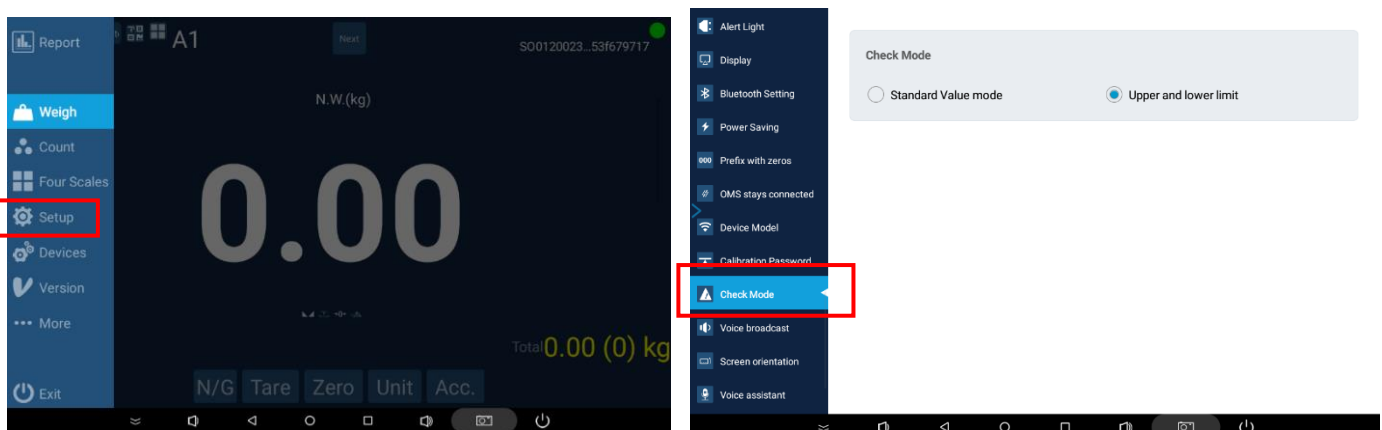 Report
Weigh
Count
Four Scales
Setup
Devices
Version
More
Exit
A1
Next
SO0120023...53f679717
N.W.(kg)
0.00
Total 0.00 (0) kg
N/G Tare Zero Unit Acc.
Alert Light
Display
Bluetooth Setting
Power Saving
000 Prefix with zeros
OMS stays connected
Device Model
Calibration Password
Check Mode
Voice broadcast
Screen orientation
Voice assistant
Check Mode
Standard Value mode
Upper and lower limit